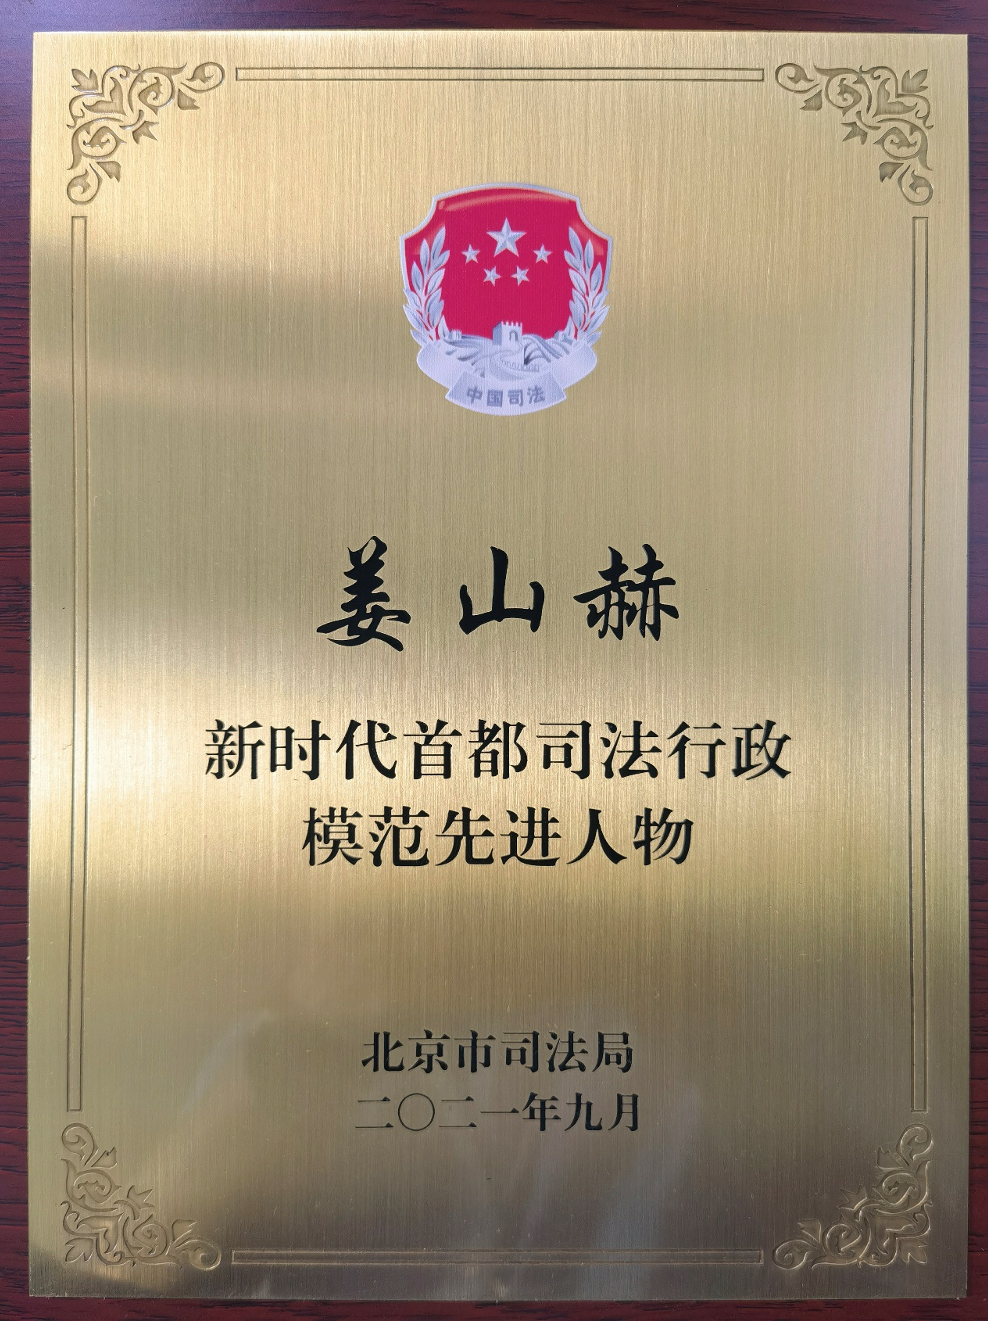 中国司法
姜山赫
新时代首都司法行政
模范先进人物
北京市司法局
二〇二一年九月